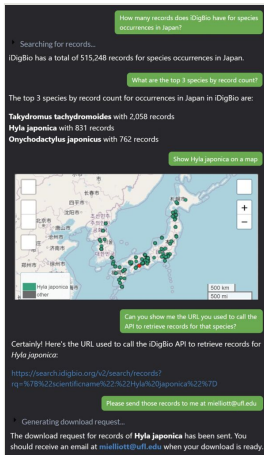 How many records does iDigBio have for species
occurrences in Japan?
Searching for records...
iDigBio has a total of 515,248 records for species occurrences in Japan.
What are the top 3 species by record count?
The top 3 species by record count for occurrences in Japan in iDigBio are:
Takydromus tachydromoides with 2,058 records
Hyla japonica with 831 records
Onychodactylus japonicus with 762 records
Show Hyla japonica on a map
+
−
Hyla japonica
other
500 km
500 mi
Can you show me the URL you used to call the
API to retrieve records for that species?
Certainly! Here's the URL used to call the iDigBio API to retrieve records for
Hyla japonica:
https://search.idigbio.org/v2/search/records?
rq=%7B%22scientificname%22:%22Hyla%20japonica%22%7D
Please send those records to me at mielliott@ufl.edu
Generating download request...
The download request for records of Hyla japonica has been sent. You
should receive an email at mielliott@ufl.edu when your download is ready.